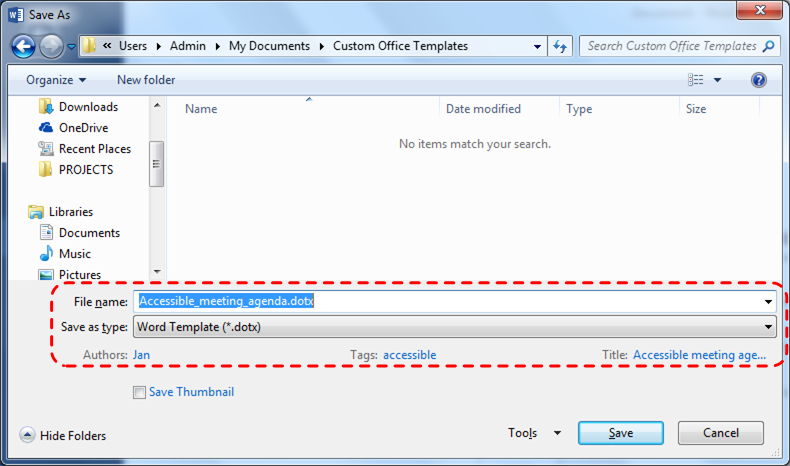 Save As
« Users Admin My Documents Custom Office Templates Search Custom Office Templates
Organize New folder
Name Date modified Type Size
No items match your search.
Downloads
OneDrive
Recent Places
PROJECTS
Libraries
Documents
Music
Pictures
File name: Accessible_meeting_agenda.dotx
Save as type: Word Template (*.dotx)
Authors: Jan Tags: accessible Title: Accessible meeting age...
Save Thumbnail
Hide Folders Tools Save Cancel